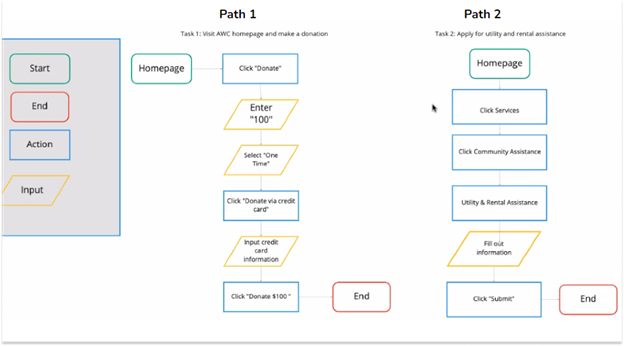 Path 1
Path 2
Task 1: Visit AWC homepage and make a donation
Task 2: Apply for utility and rental assistance
Start
End
Action
Input
Homepage
Click "Donate"
Enter
"100"
Select "One
Time"
Click "Donate via credit
card"
Input credit
card
information
Click "Donate $100 "
End
Homepage
Click Services
Click Community Assistance
Utility & Rental Assistance
Fill out
information
Click "Submit"
End